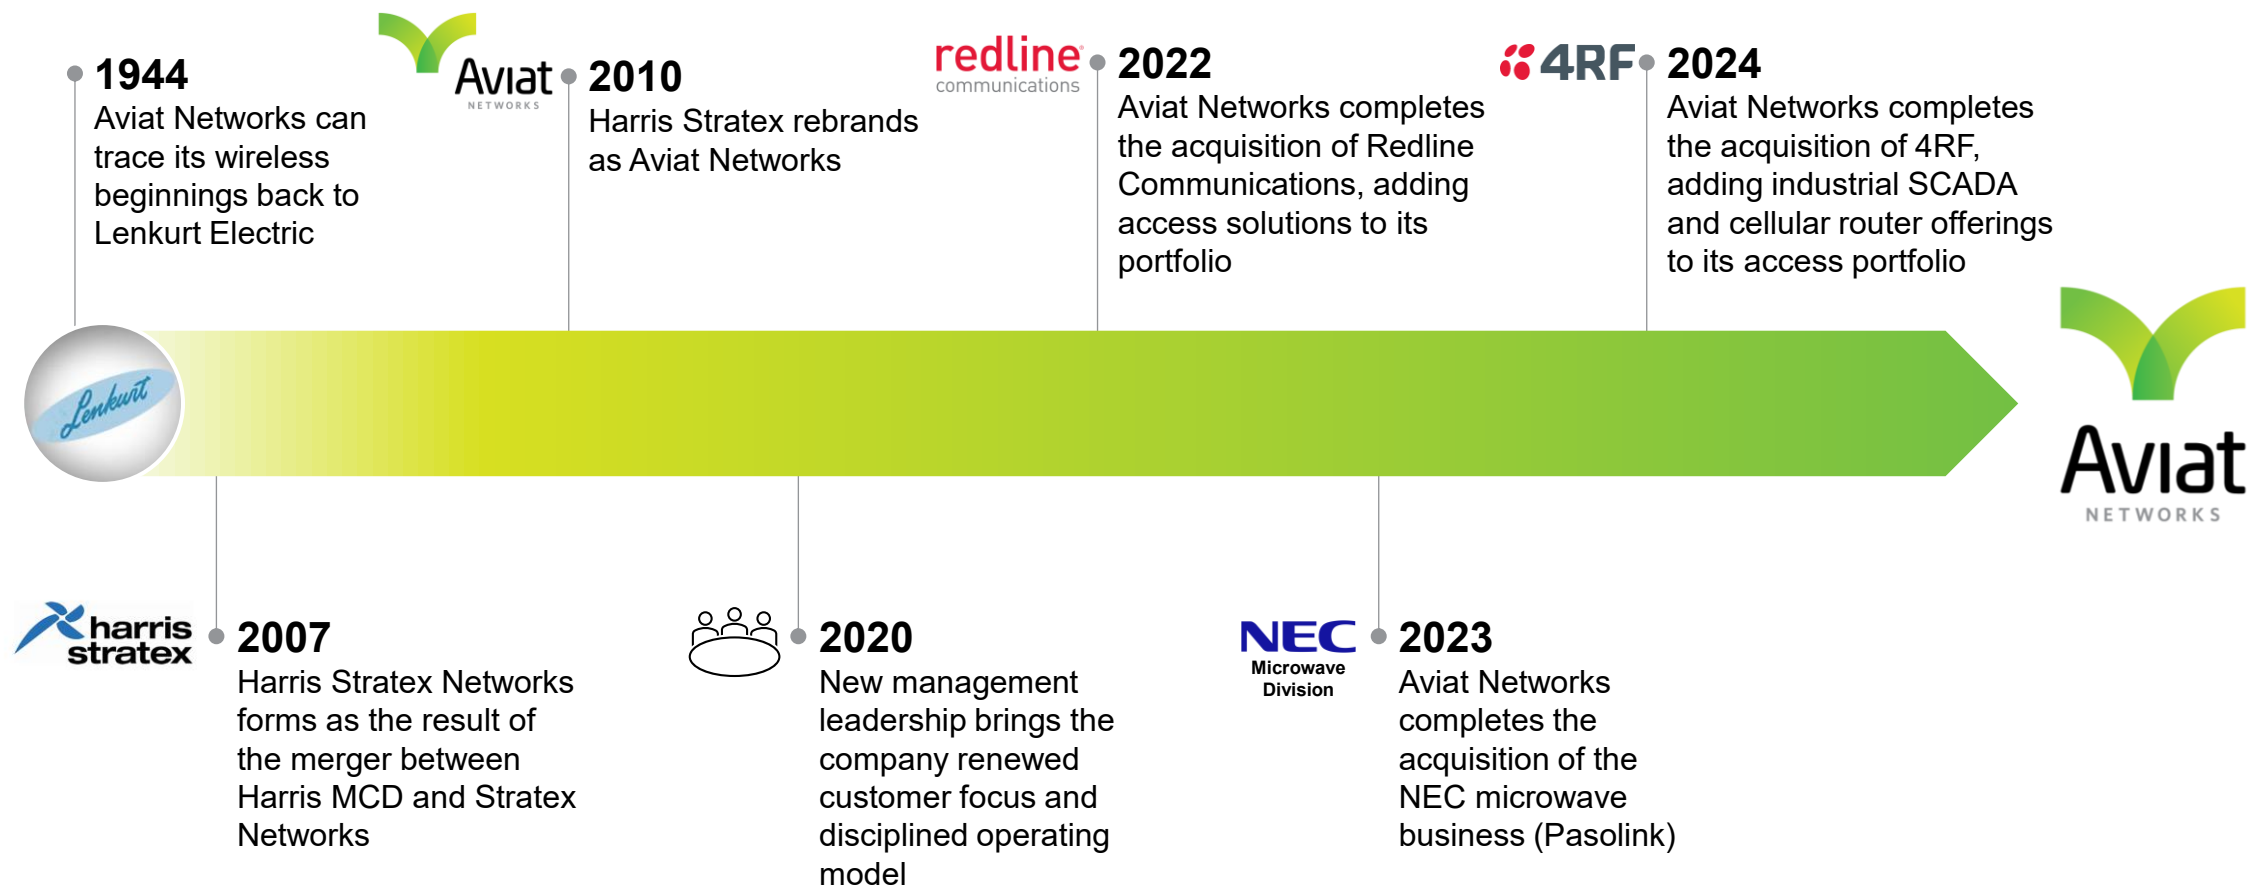 1944
Aviat Networks can
trace its wireless
beginnings back to
Lenkurt Electric
Aviat
NETWORKS
2010
Harris Stratex rebrands
as Aviat Networks
redline
communications
2022
Aviat Networks completes
the acquisition of Redline
Communications, adding
access solutions to its
portfolio
4RF
2024
Aviat Networks completes
the acquisition of 4RF,
adding industrial SCADA
and cellular router offerings
to its access portfolio
Lenkurt
Aviat
NETWORKS
harris
stratex
2007
Harris Stratex Networks
forms as the result of
the merger between
Harris MCD and Stratex
Networks
2020
New management
leadership brings the
company renewed
customer focus and
disciplined operating
model
NEC
Microwave
Division
2023
Aviat Networks
completes the
acquisition of the
NEC microwave
business (Pasolink)